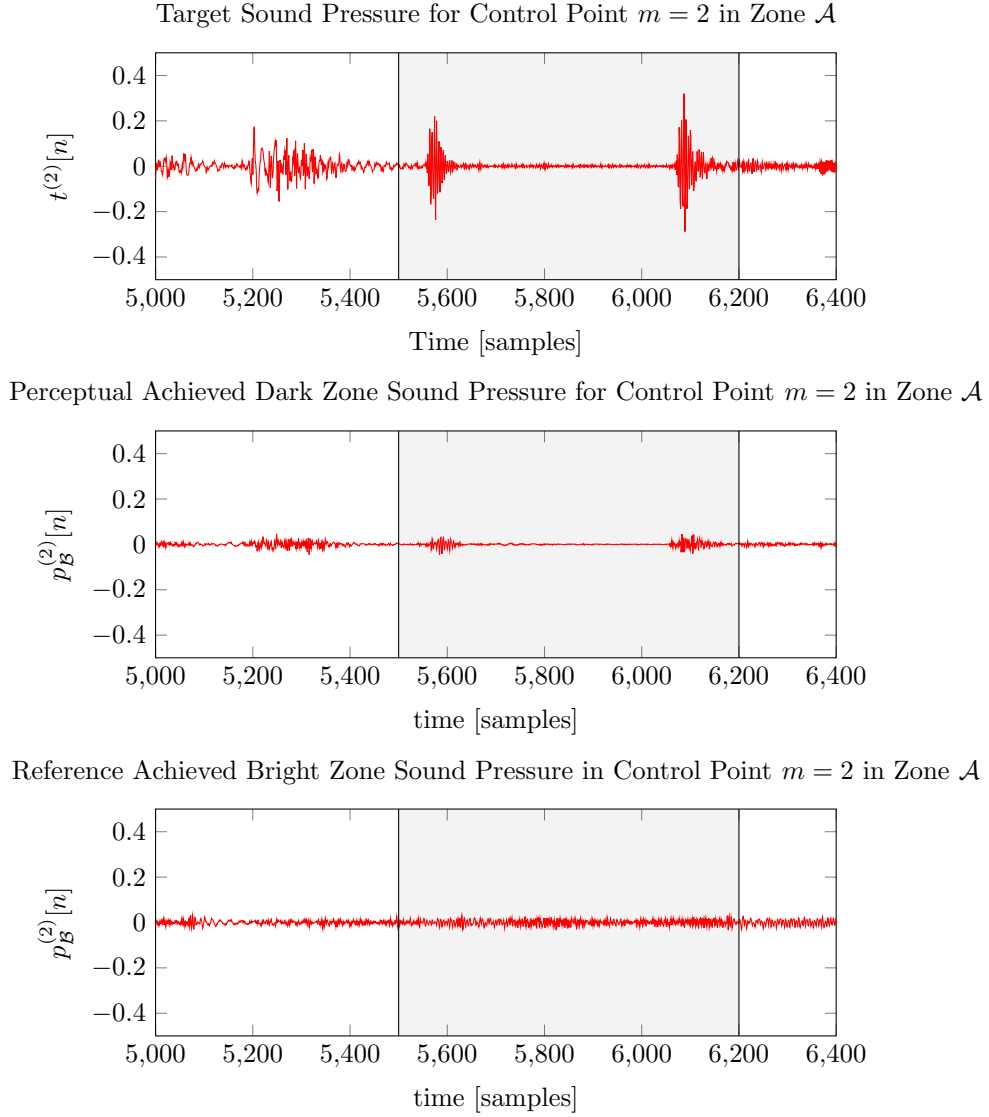 Target Sound Pressure for Control Point m = 2 in Zone 𝒜
0.4
0.2
0
−0.2
−0.4
t⁽²⁾[n]
5,000 5,200 5,400 5,600 5,800 6,000 6,200 6,400
Time [samples]
Perceptual Achieved Dark Zone Sound Pressure for Control Point m = 2 in Zone 𝒜
0.4
0.2
0
−0.2
−0.4
p_ℬ⁽²⁾[n]
5,000 5,200 5,400 5,600 5,800 6,000 6,200 6,400
time [samples]
Reference Achieved Bright Zone Sound Pressure in Control Point m = 2 in Zone 𝒜
0.4
0.2
0
−0.2
−0.4
p_ℬ⁽²⁾[n]
5,000 5,200 5,400 5,600 5,800 6,000 6,200 6,400
time [samples]